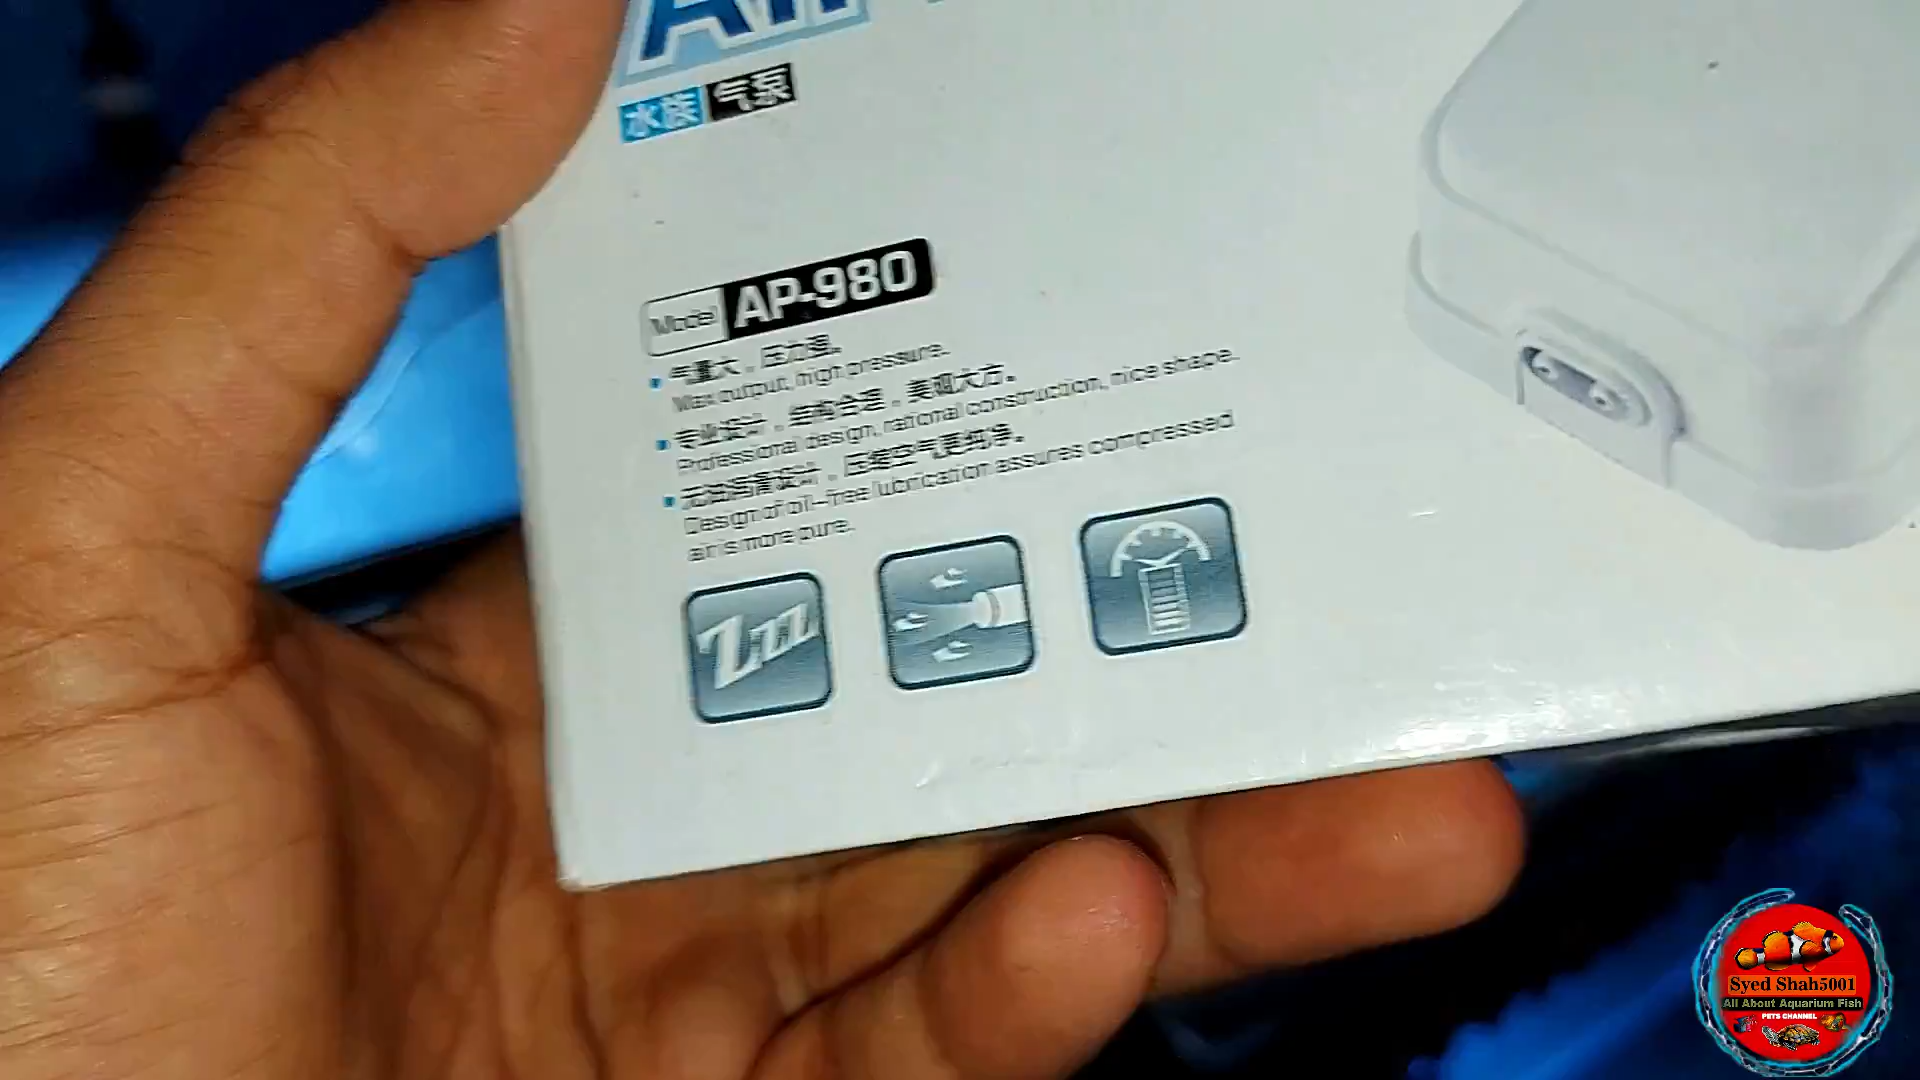 水族 气泵
Model AP-980
• 气量大，压力强。
Max output, high pressure.
• 专业设计，结构合理，美观大方。
Professional design, rational construction, nice shape.
• 无油润滑设计，压缩空气更纯净。
Design of oil-free lubrication assures compressed
air is more pure.
Zzzz
Syed Shah5001
All About Aquarium Fish
PETS CHANNEL